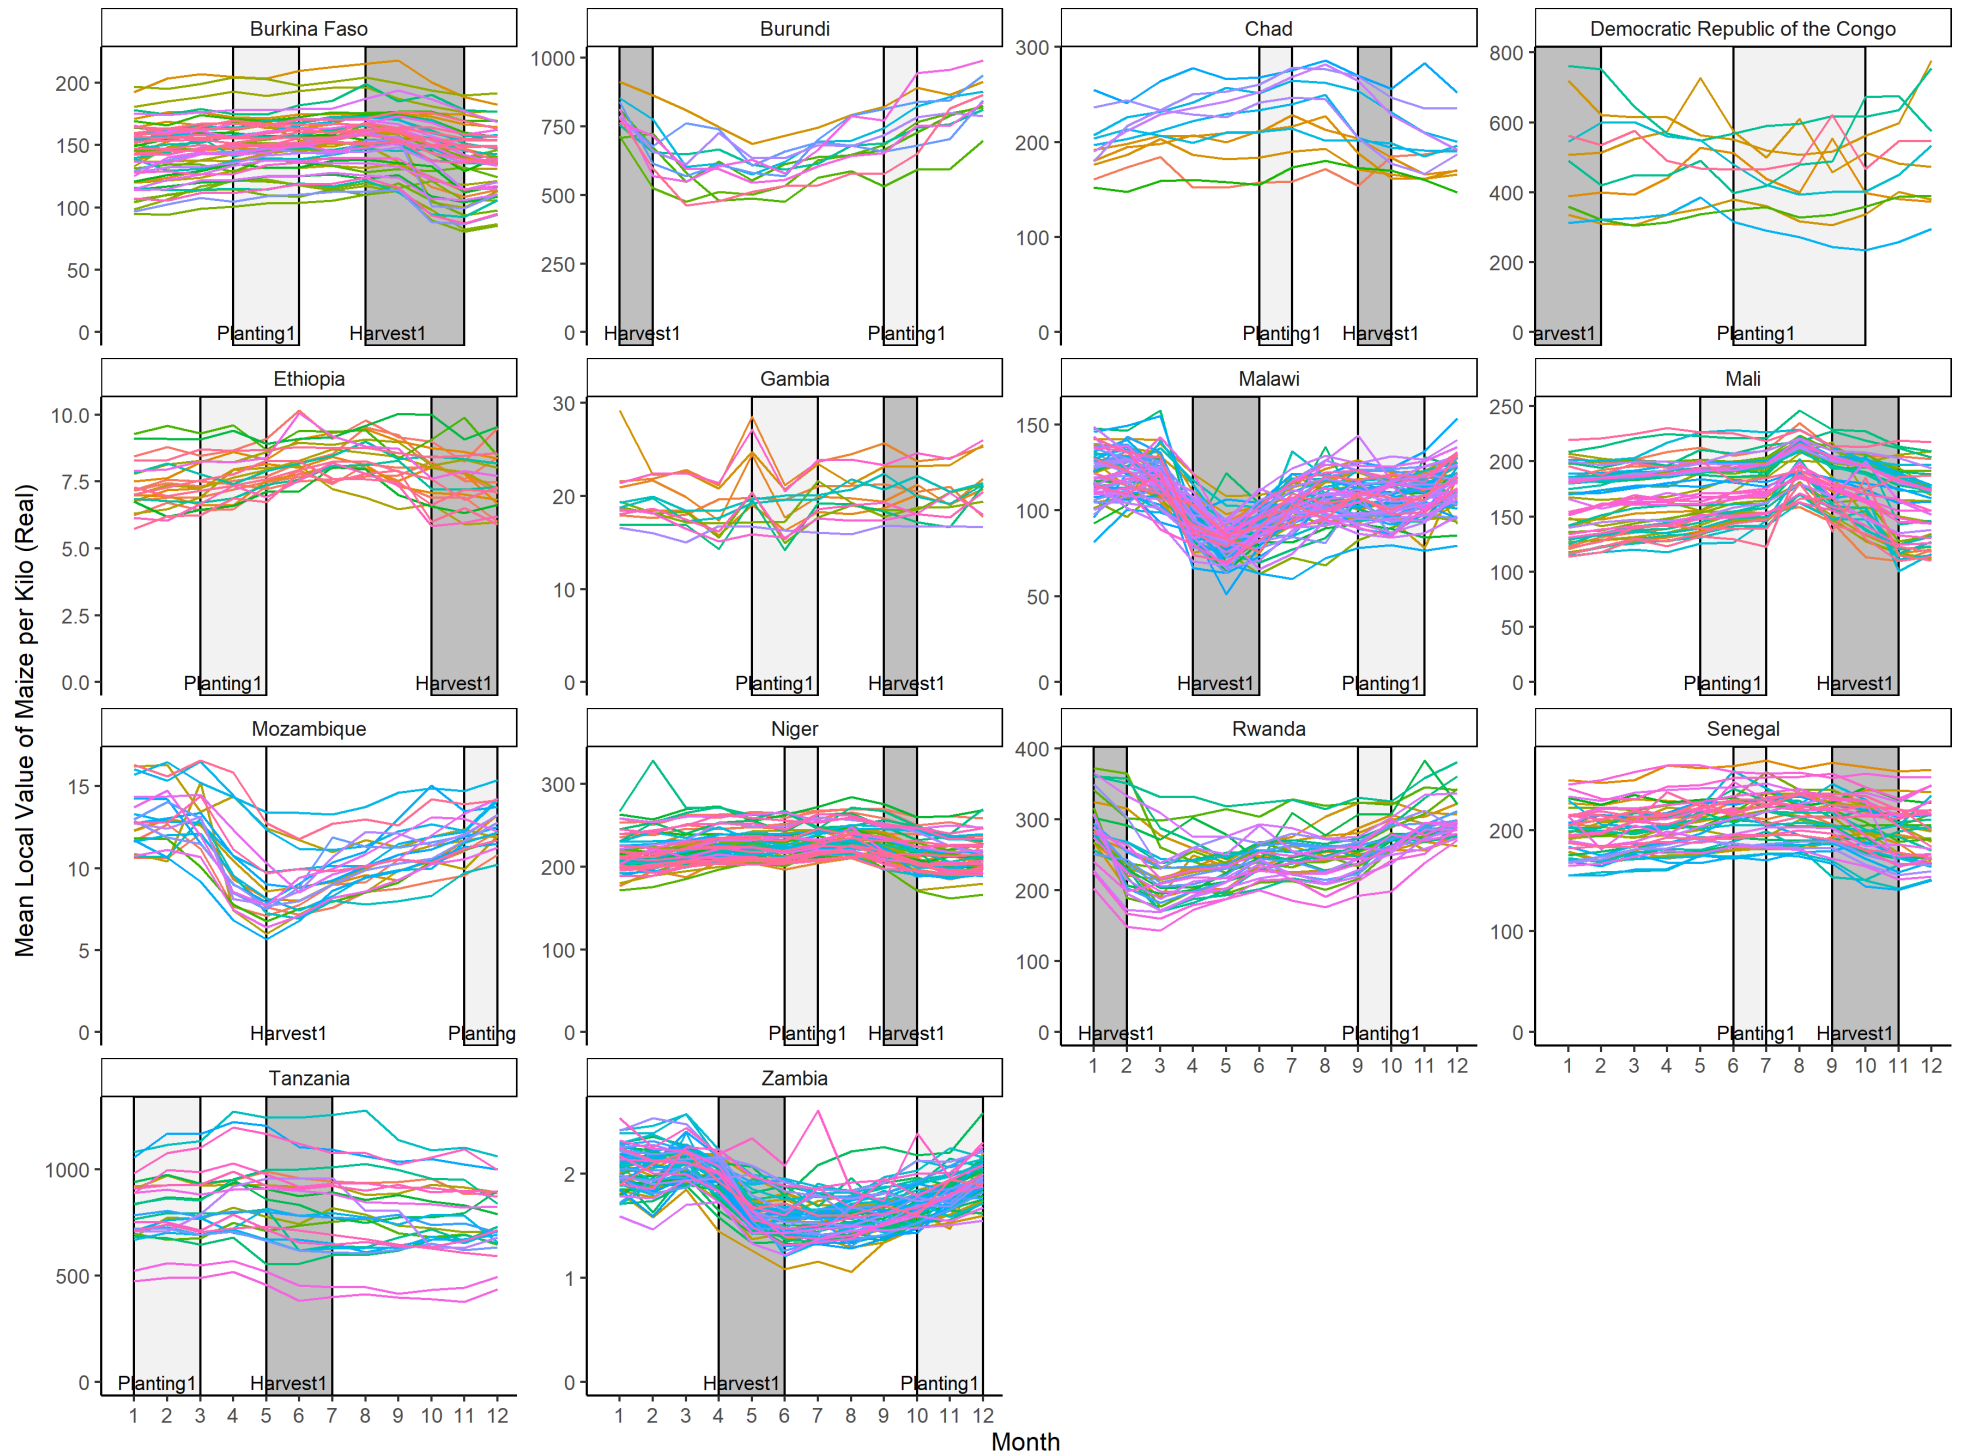 Burkina Faso
Burundi
Chad
Democratic Republic of the Congo
200
150
100
50
0
Planting1
Harvest1
1000
750
500
250
0
Harvest1
Planting1
300
200
100
0
Planting1
Harvest1
800
600
400
200
0
arvest1
Planting1
Ethiopia
Gambia
Malawi
Mali
10.0
7.5
5.0
2.5
0.0
Planting1
Harvest1
30
20
10
0
Planting1
Harvest1
150
100
50
0
Harvest1
Planting1
250
200
150
100
50
0
Planting1
Harvest1
Mean Local Value of Maize per Kilo (Real)
Mozambique
Niger
Rwanda
Senegal
15
10
5
0
Harvest1
Planting
300
200
100
0
Planting1
Harvest1
400
300
200
100
0
Harvest1
Planting1
1 2 3 4 5 6 7 8 9 10 11 12
200
100
0
Planting1
Harvest1
1 2 3 4 5 6 7 8 9 10 11 12
Tanzania
Zambia
1000
500
0
Planting1
Harvest1
1 2 3 4 5 6 7 8 9 10 11 12
2
1
0
Harvest1
Planting1
1 2 3 4 5 6 7 8 9 10 11 12
Month